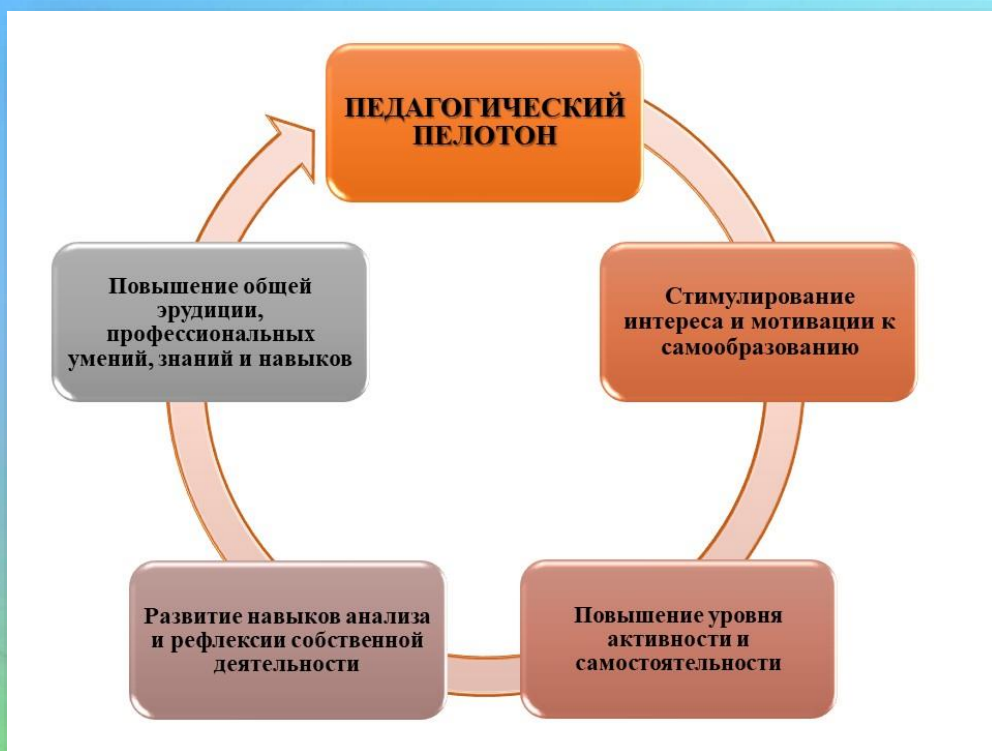 ПЕДАГОГИЧЕСКИЙ
ПЕЛОТОН
Стимулирование
интереса и мотивации к
самообразованию
Повышение уровня
активности и
самостоятельности
Развитие навыков анализа
и рефлексии собственной
деятельности
Повышение общей
эрудиции,
профессиональных
умений, знаний и навыков